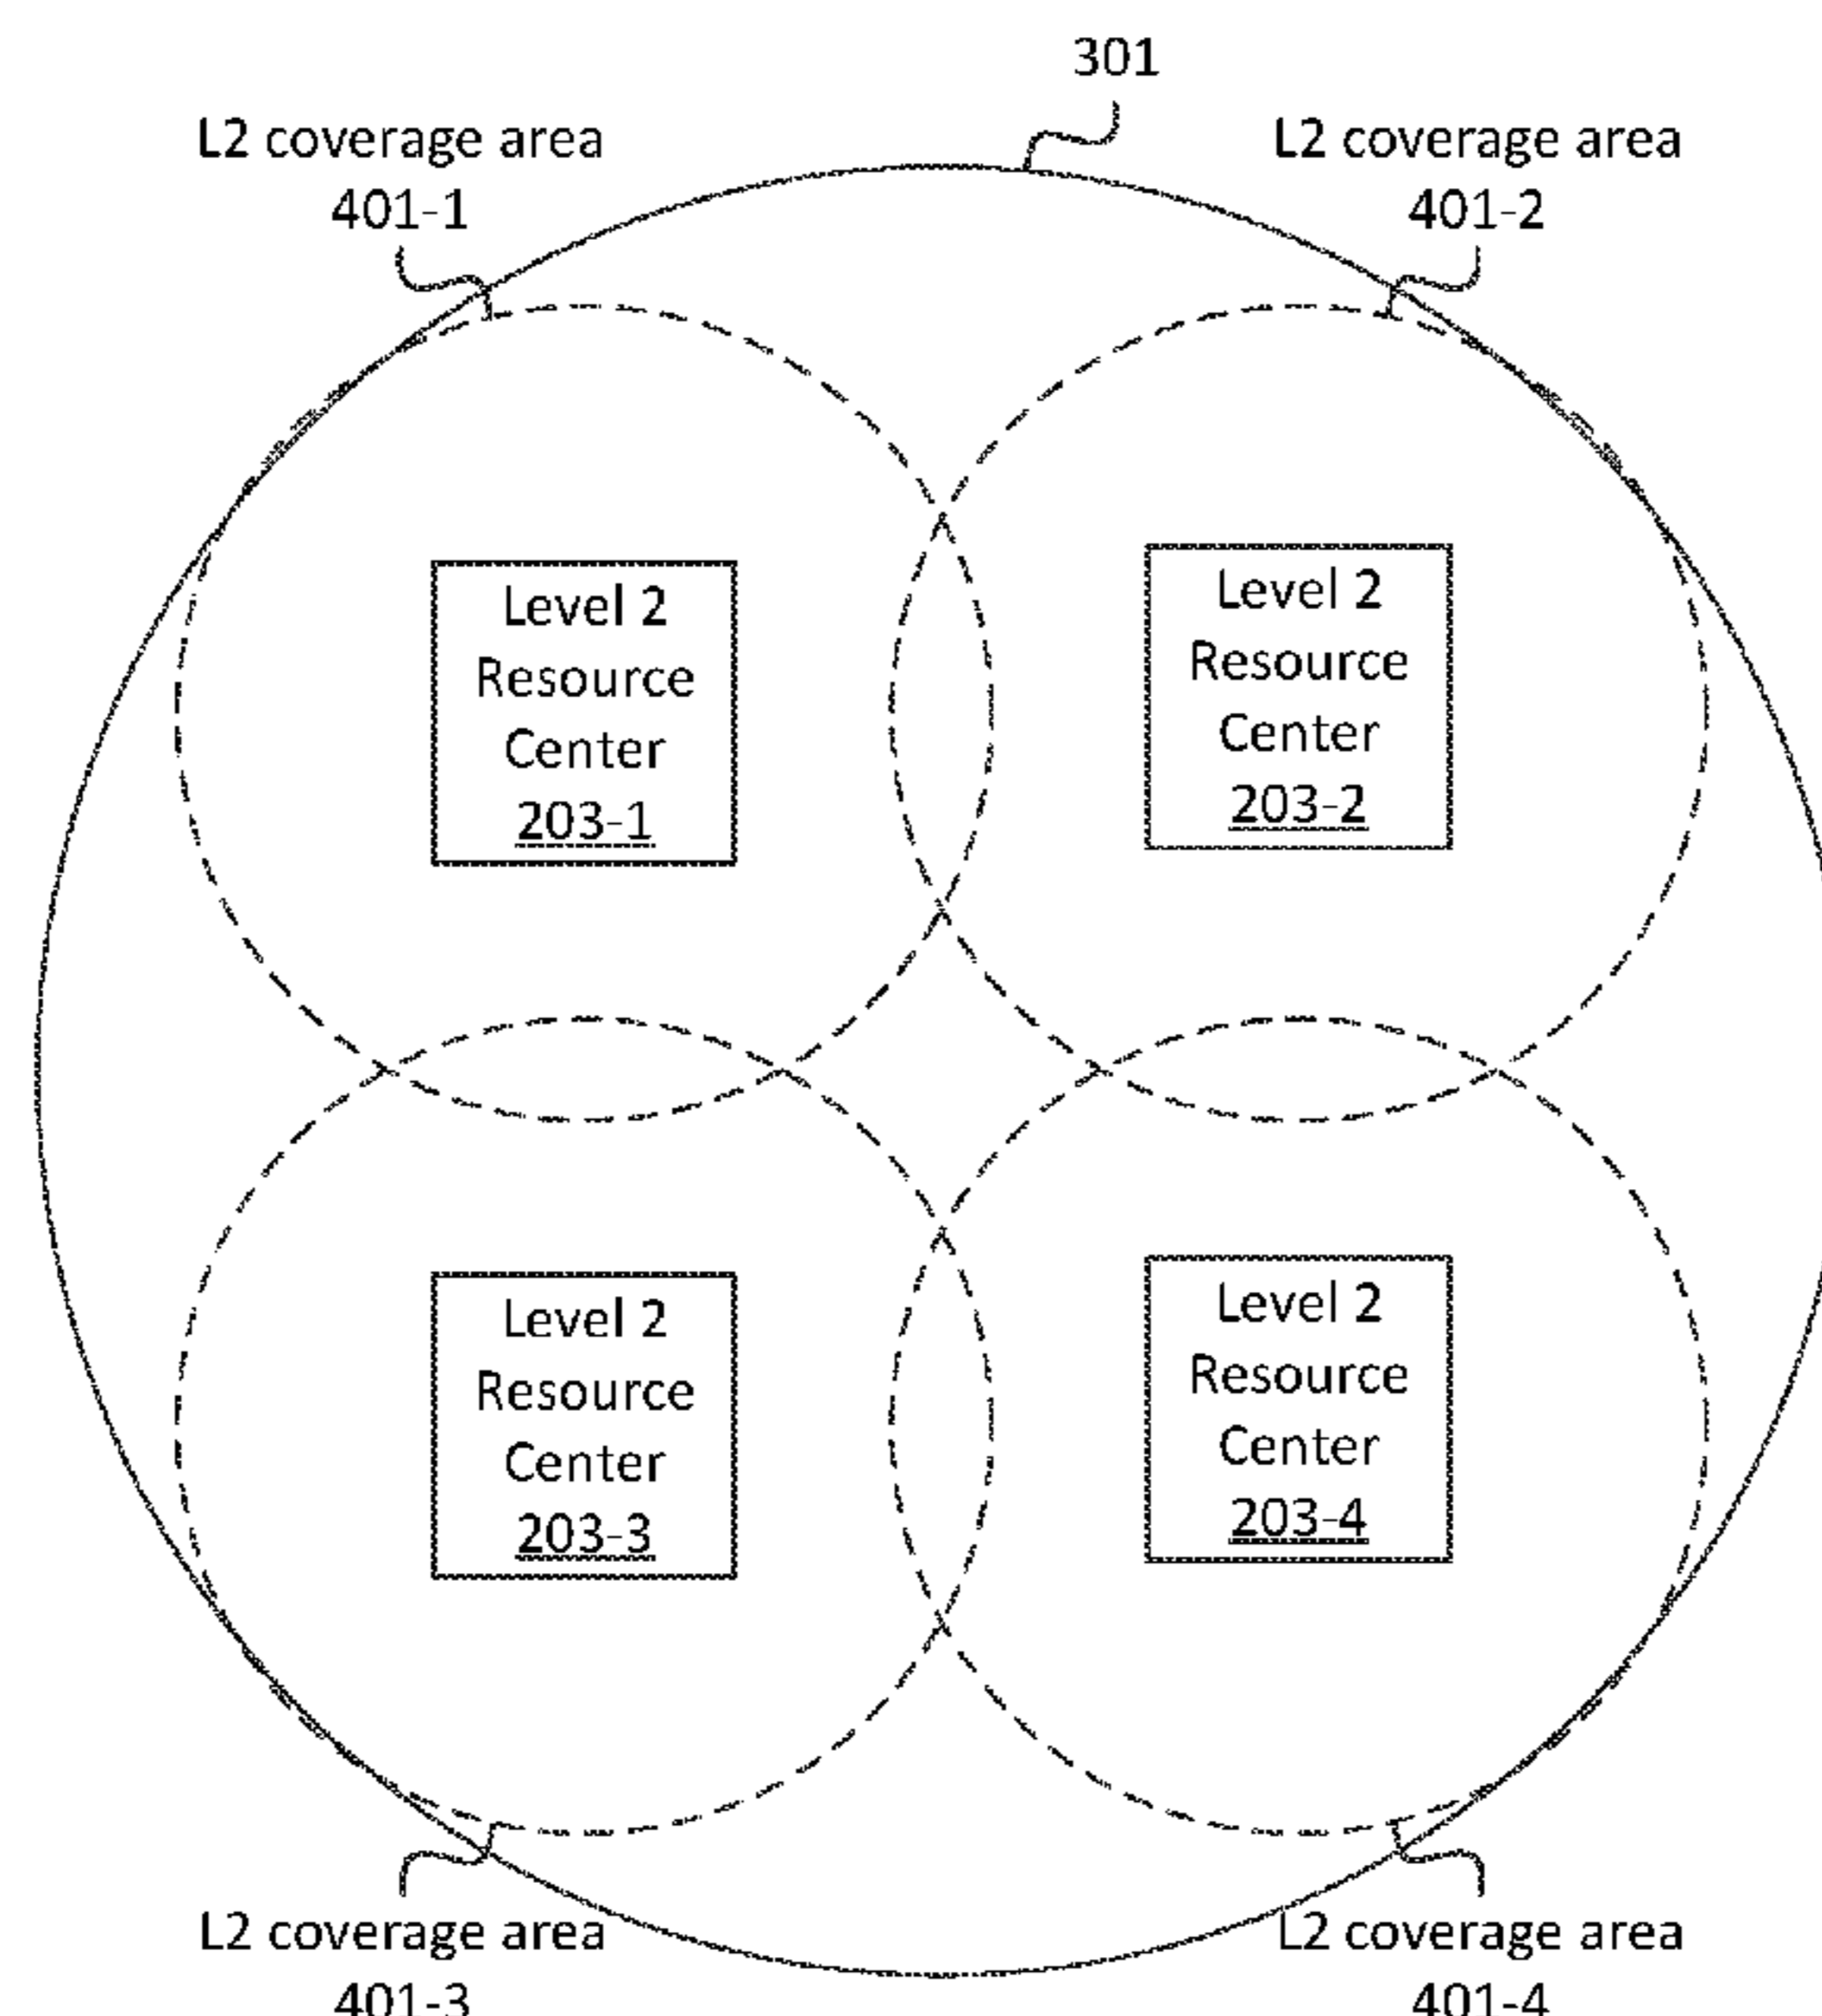 301
L2 coverage area
401-1
L2 coverage area
401-2
Level 2
Resource
Center
203-1
Level 2
Resource
Center
203-2
Level 2
Resource
Center
203-3
Level 2
Resource
Center
203-4
L2 coverage area
401-3
L2 coverage area
401-4